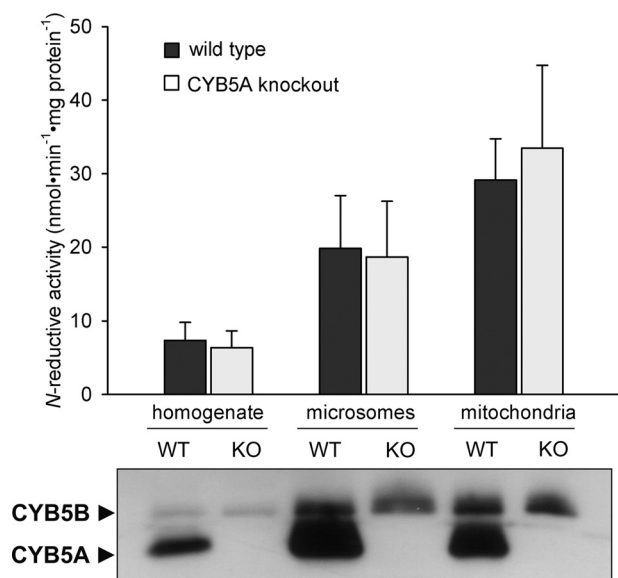 50
40
30
20
10
0
N-reductive activity (nmol•min⁻¹•mg protein⁻¹)
wild type
CYB5A knockout
homogenate microsomes mitochondria
WT KO WT KO WT KO
CYB5B
CYB5A